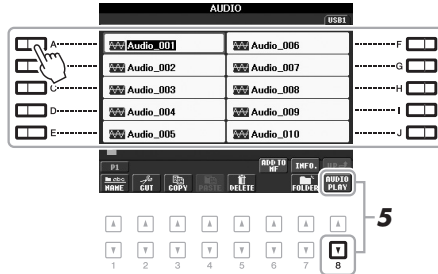 AUDIO
USB1
A
Audio_001
Audio_006
F
Audio_002
Audio_007
G
C
Audio_003
Audio_008
H
D
Audio_004
Audio_009
I
E
Audio_005
Audio_010
J
P1
ADD TO MF
INFO.
UP
abc
NAME
CUT
COPY
PASTE
DELETE
FOLDER
AUDIO PLAY
5
1
2
3
4
5
6
7
8